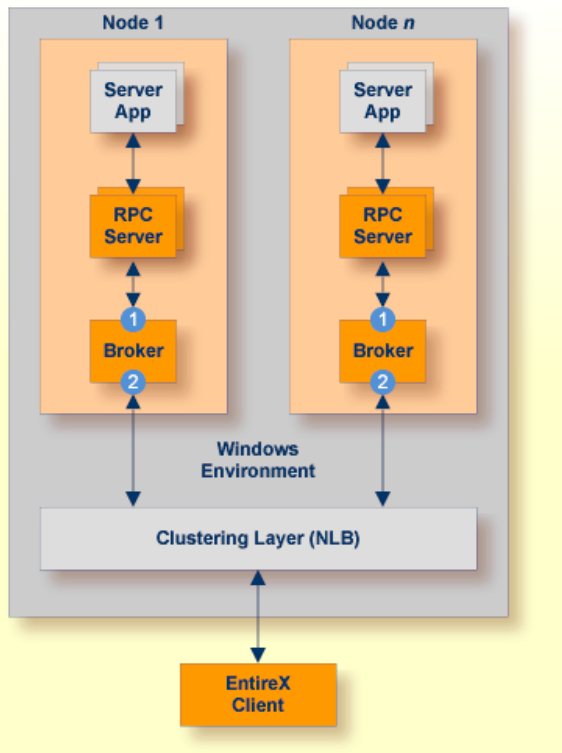 Node 1
Server
App
RPC
Server
1
Broker
2
Node n
Server
App
RPC
Server
1
Broker
2
Windows
Environment
Clustering Layer (NLB)
EntireX
Client